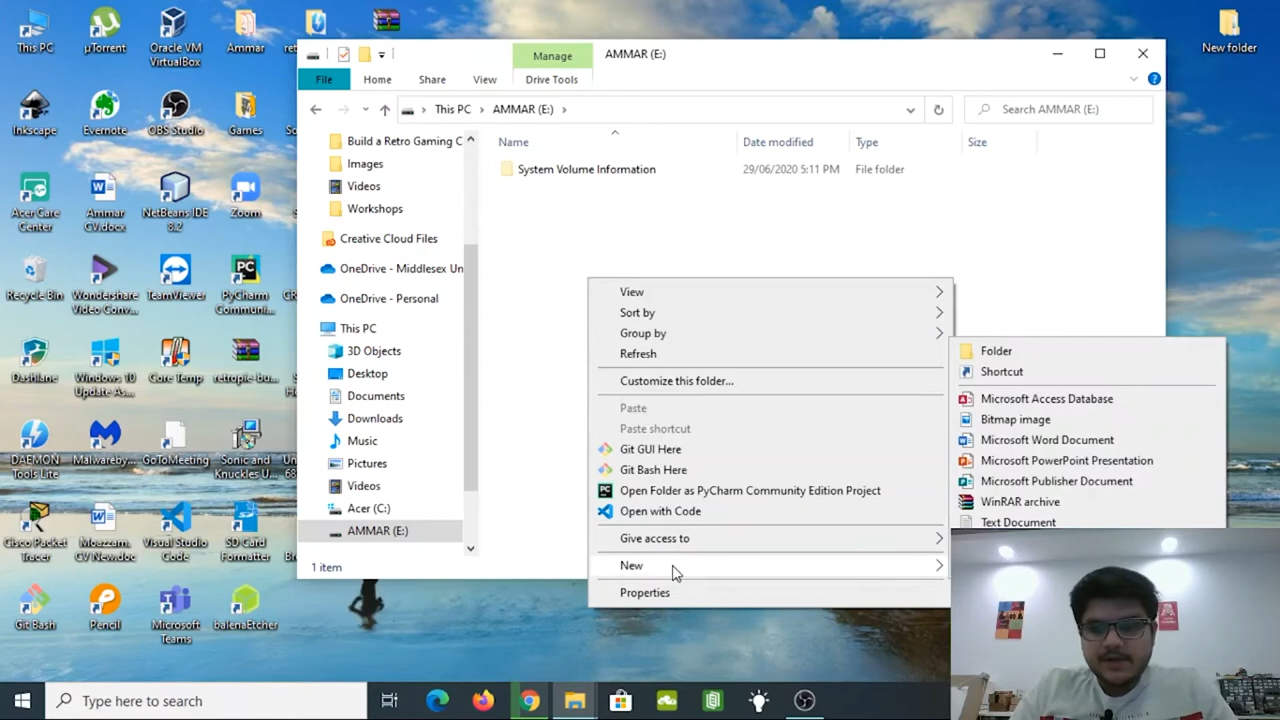 This PC
µTorrent
Oracle VM
VirtualBox
Ammar
New folder
Inkscape
Evernote
OBS Studio
Games
Acer Care
Center
Ammar
CV.docx
NetBeans IDE
8.2
Zoom
Recycle Bin
Wondershare
Video Conv...
TeamViewer
PyCharm
Communi...
Dashlane
Windows 10
Update As...
Core Temp
retropie-bu...
DAEMON
Tools Lite
Malwareby...
GoToMeeting
Sonic and
Knuckles U...
Cisco Packet
Tracer
Moazzam
CV New.doc
Visual Studio
Code
SD Card
Formatter
Git Bash
Pencil
Microsoft
Teams
balenaEtcher
Manage
AMMAR (E:)
File
Home
Share
View
Drive Tools
This PC
AMMAR (E:)
Search AMMAR (E:)
Build a Retro Gaming C
Images
Videos
Workshops
Creative Cloud Files
OneDrive - Middlesex Un
OneDrive - Personal
This PC
3D Objects
Desktop
Documents
Downloads
Music
Pictures
Videos
Acer (C:)
AMMAR (E:)
1 item
Name
Date modified
Type
Size
System Volume Information
29/06/2020 5:11 PM
File folder
View
Sort by
Group by
Refresh
Customize this folder...
Paste
Paste shortcut
Git GUI Here
Git Bash Here
Open Folder as PyCharm Community Edition Project
Open with Code
Give access to
New
Properties
Folder
Shortcut
Microsoft Access Database
Bitmap image
Microsoft Word Document
Microsoft PowerPoint Presentation
Microsoft Publisher Document
WinRAR archive
Text Document
Type here to search